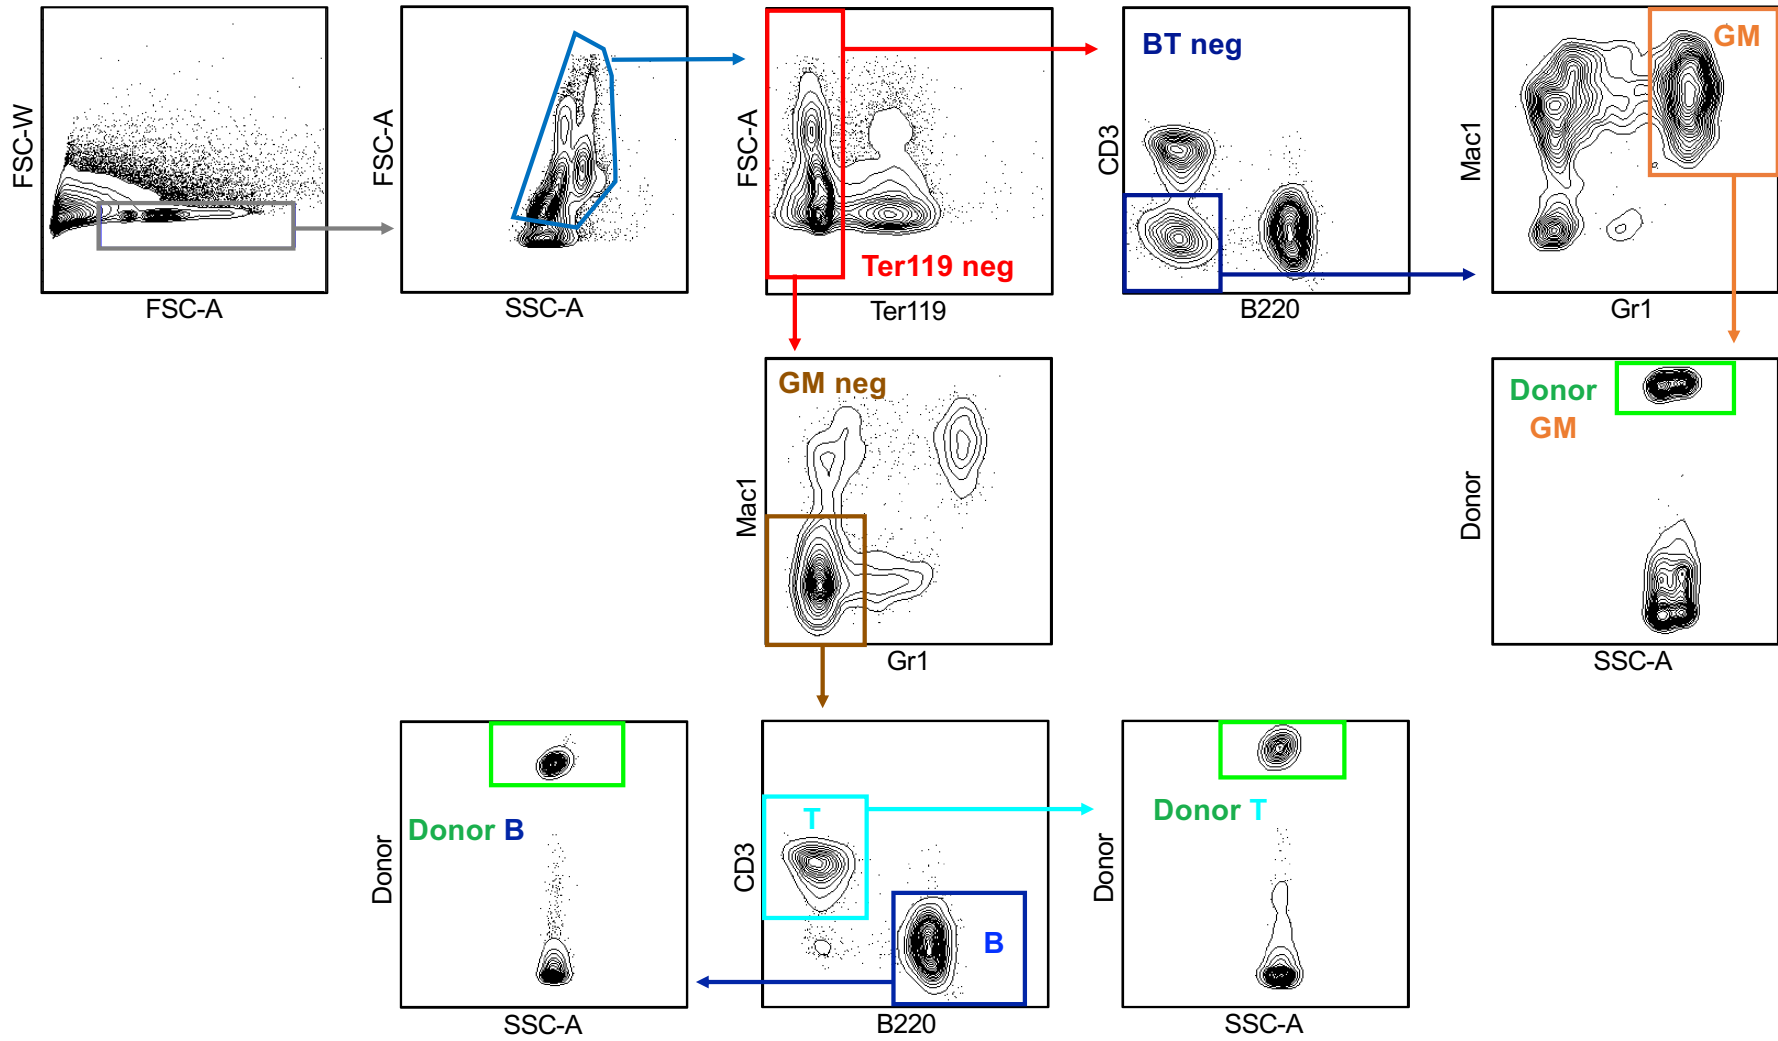 FSC-W
FSC-A
FSC-A
SSC-A
FSC-A
Ter119 neg
Ter119
BT neg
CD3
B220
GM
Mac1
Gr1
GM neg
Mac1
Gr1
Donor
GM
Donor
SSC-A
Donor B
Donor
SSC-A
T
CD3
B
B220
Donor T
Donor
SSC-A